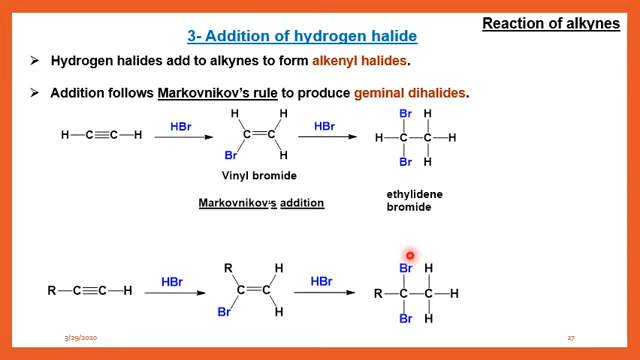 Reaction of alkynes
3- Addition of hydrogen halide
➤ Hydrogen halides add to alkynes to form alkenyl halides.
➤ Addition follows Markovnikov's rule to produce geminal dihalides.
H Br H
H H HBr HBr
H—C≡C—H C=C H—C—C—H
Br H Br H
Vinyl bromide
ethylidene
Markovnikov's addition
bromide
R H Br H
R—C≡C—H HBr C=C HBr R—C—C—H
Br H Br H
3/29/2020 27